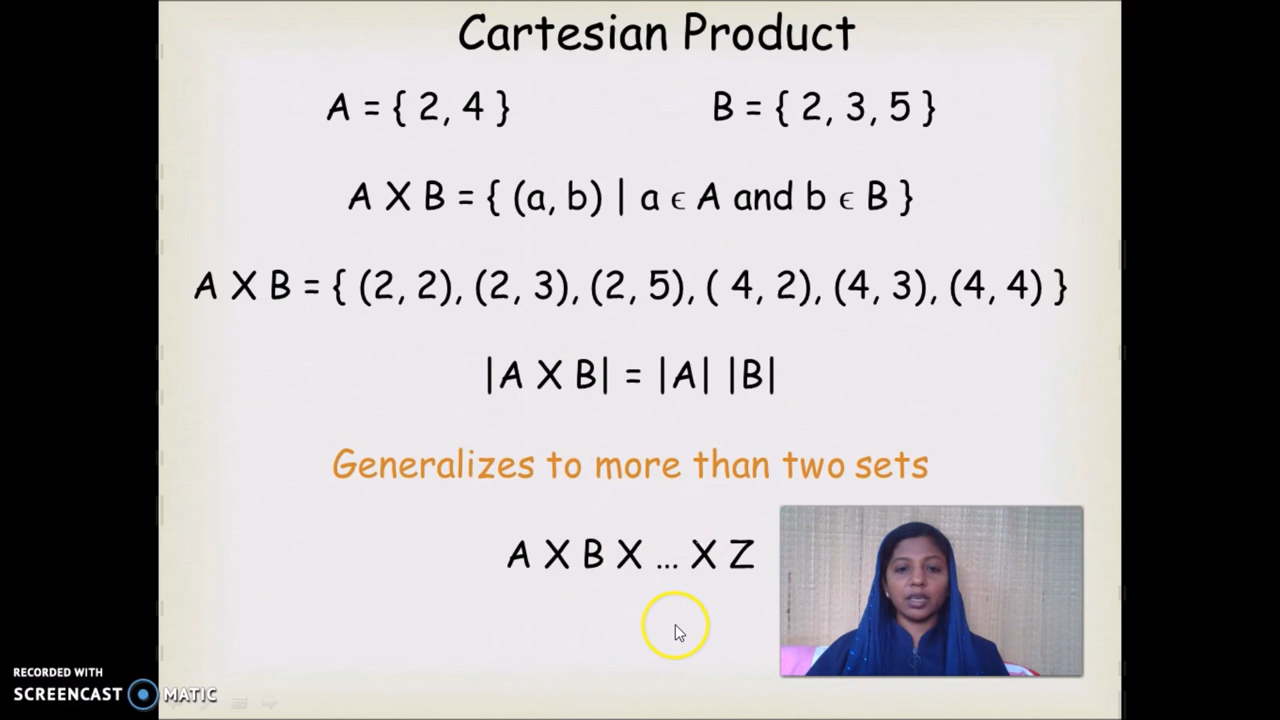 Cartesian Product
A = { 2, 4 } B = { 2, 3, 5 }
A X B = { (a, b) | a ϵ A and b ϵ B }
A X B = { (2, 2), (2, 3), (2, 5), ( 4, 2), (4, 3), (4, 4) }
|A X B| = |A| |B|
Generalizes to more than two sets
A X B X ... X Z
RECORDED WITH
SCREENCAST MATIC